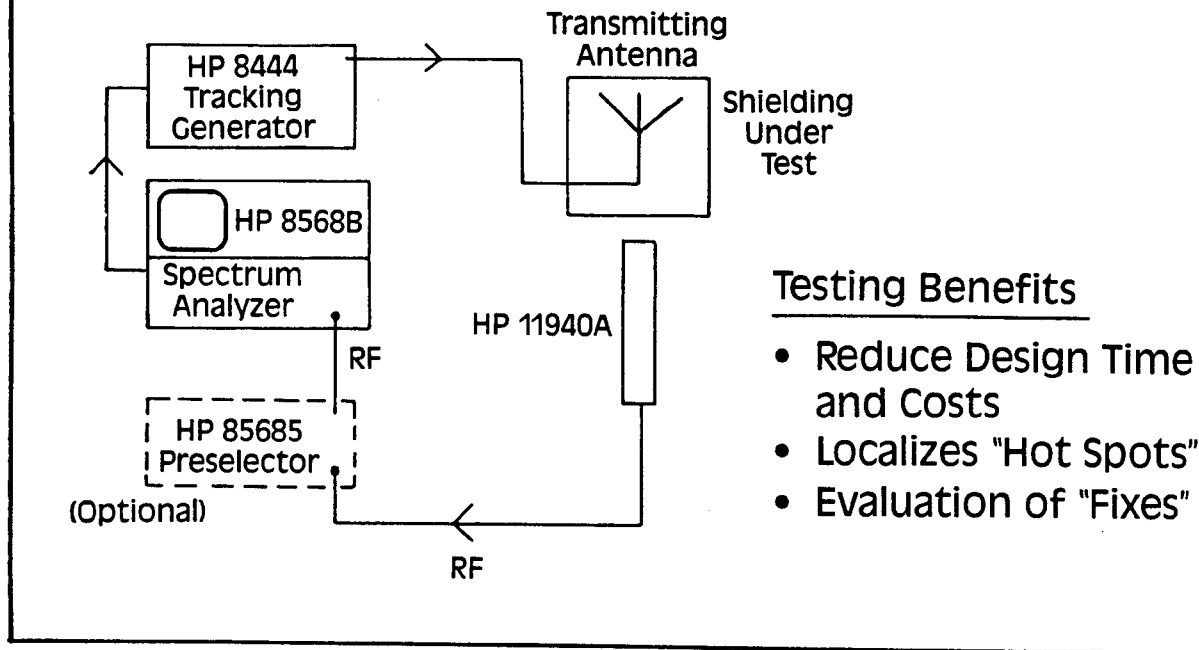 HP 8444
Tracking
Generator
Transmitting
Antenna
Shielding
Under
Test
HP 8568B
Spectrum
Analyzer
RF
HP 11940A
HP 85685
Preselector
(Optional)
RF
Testing Benefits
• Reduce Design Time
and Costs
• Localizes "Hot Spots"
• Evaluation of "Fixes"